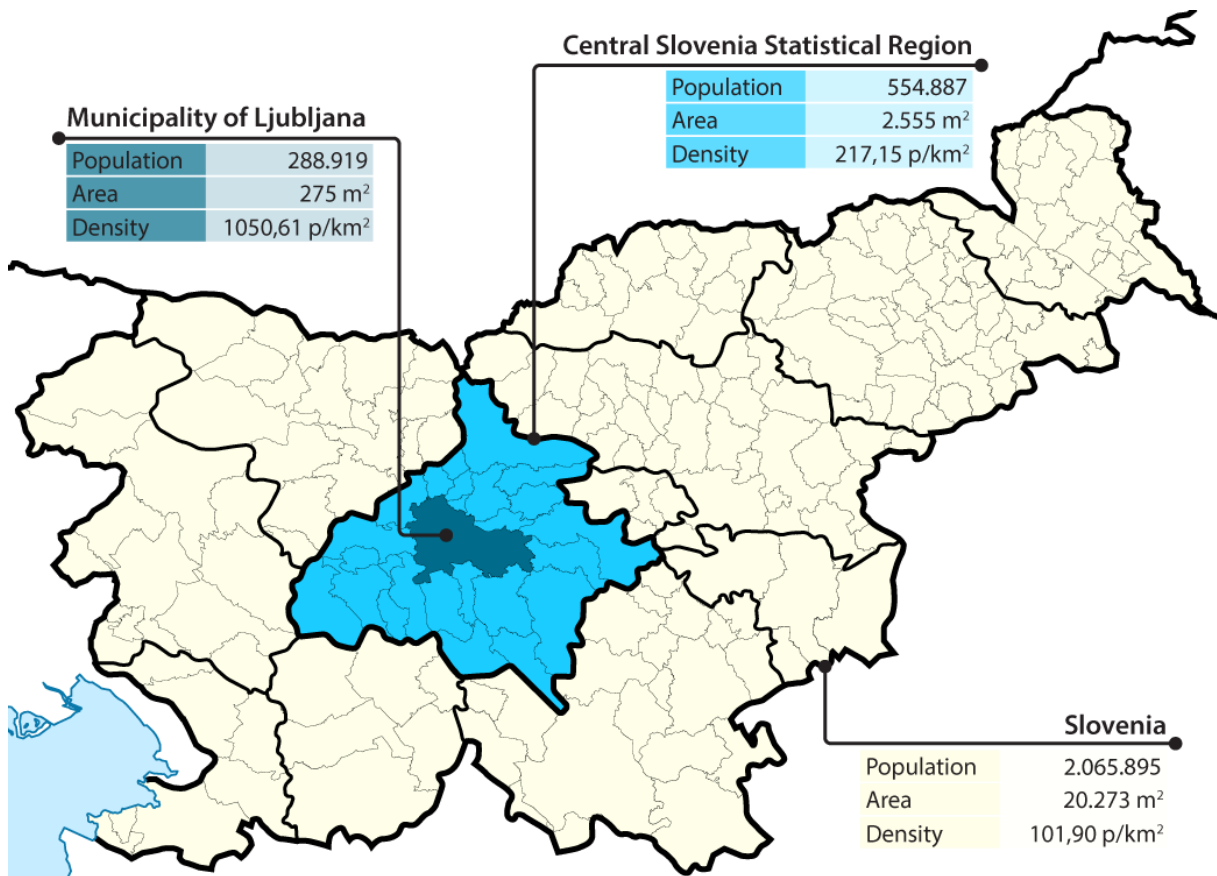 Central Slovenia Statistical Region
Population 554.887
Area 2.555 m²
Density 217,15 p/km²
Municipality of Ljubljana
Population 288.919
Area 275 m²
Density 1050,61 p/km²
Slovenia
Population 2.065.895
Area 20.273 m²
Density 101,90 p/km²